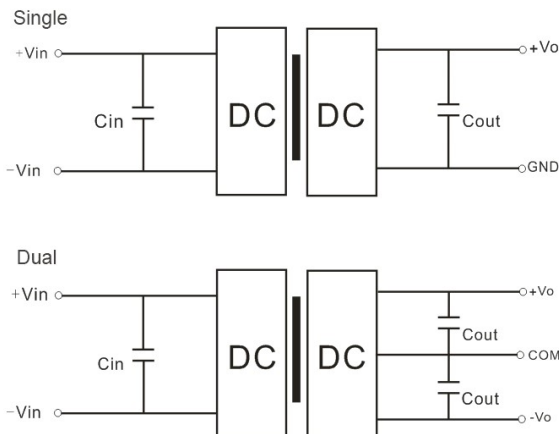 Single
+Vin
+Vo
Cin
DC
DC
Cout
−Vin
GND
Dual
+Vin
+Vo
Cout
Cin
DC
DC
COM
Cout
−Vin
-Vo